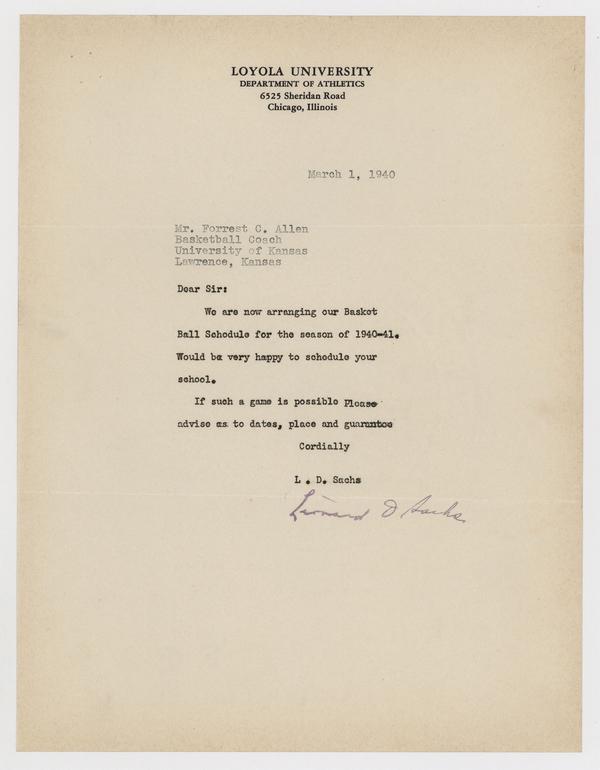 LOYOLA UNIVERSITY
DEPARTMENT OF ATHLETICS
6525 Sheridan Road
Chicago, Illinois
March 1, 1940
Mr. Forrest C. Allen
Basketball Coach
University of Kansas
Lawrence, Kansas
Dear Sir:
We are now arranging our Basket
Ball Schedule for the season of 1940-41.
Would be very happy to schedule your
school.
If such a game is possible Please
advise as to dates, place and guarantee
Cordially
L . D. Sachs
Leonard D Sachs